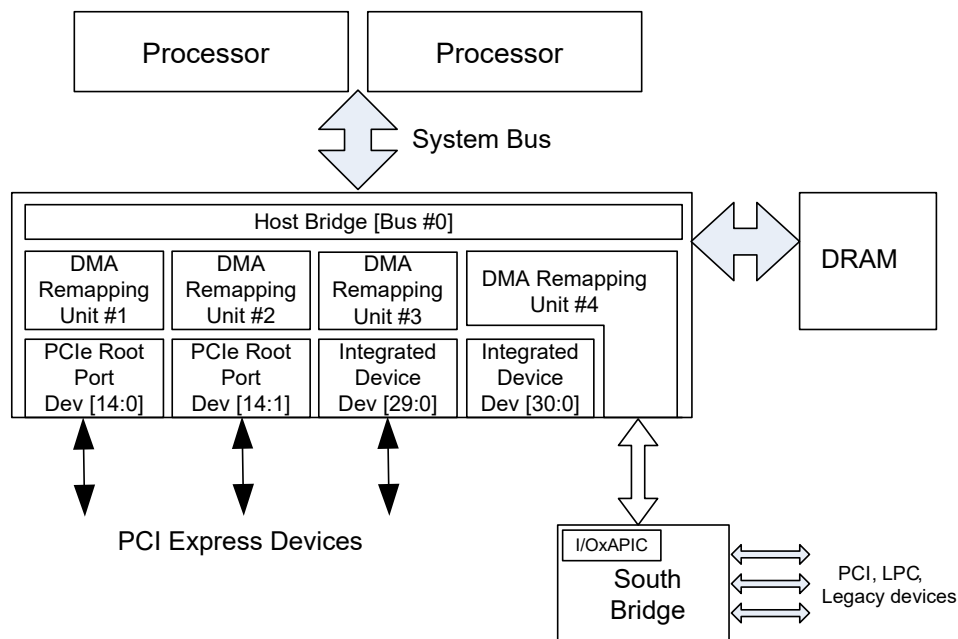 Processor
Processor
System Bus
Host Bridge [Bus #0]
DRAM
DMA
Remapping
Unit #1
DMA
Remapping
Unit #2
DMA
Remapping
Unit #3
DMA Remapping
Unit #4
PCIe Root
Port
Dev [14:0]
PCIe Root
Port
Dev [14:1]
Integrated
Device
Dev [29:0]
Integrated
Device
Dev [30:0]
PCI Express Devices
I/OxAPIC
South
Bridge
PCI, LPC,
Legacy devices